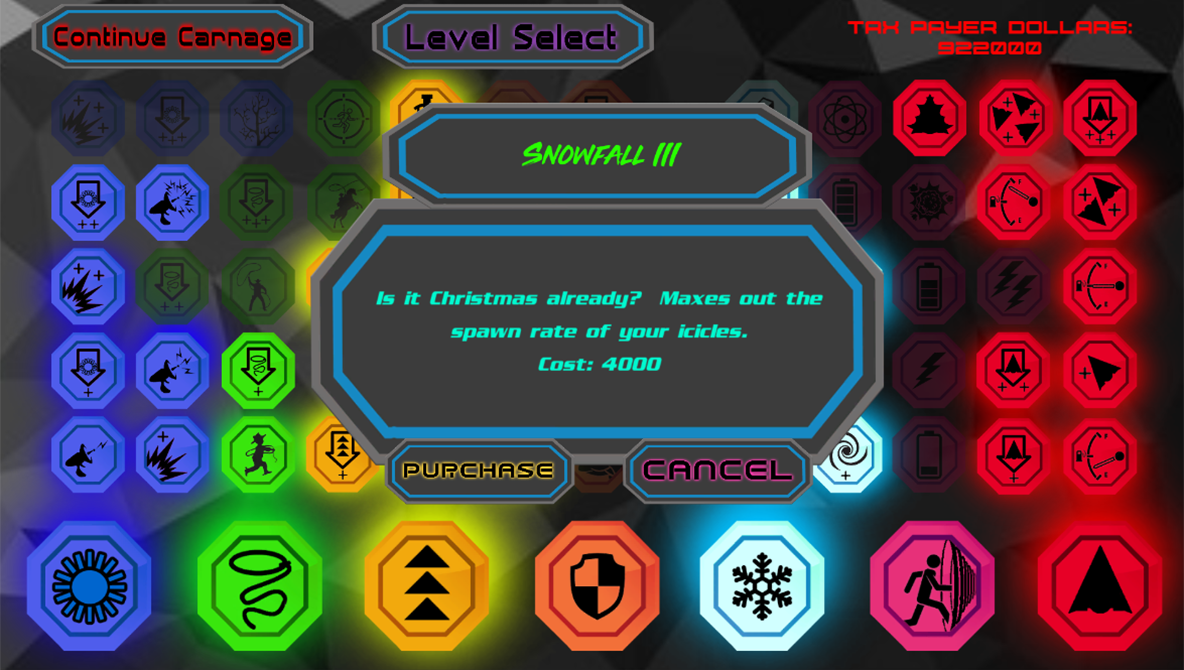 Continue Carnage
Level Select
TAX PAYER DOLLARS:
922000
Snowfall III
Is it Christmas already? Maxes out the
spawn rate of your icicles.
Cost: 4000
PURCHASE
CANCEL